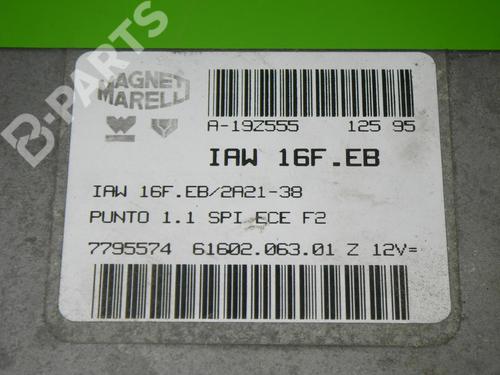 B-PARTS
MAGNET
MARELLI
A-19Z555 125 95
IAW 16F.EB
IAW 16F.EB/2A21-38
PUNTO 1.1 SPI ECE F2
7795574 61602.063.01 Z 12V=